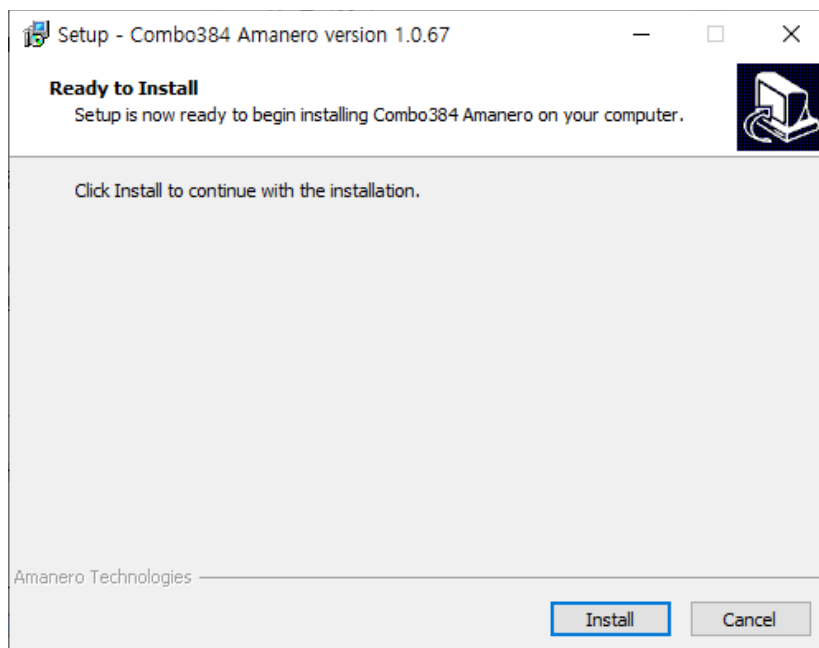 Setup - Combo384 Amanero version 1.0.67
Ready to Install
Setup is now ready to begin installing Combo384 Amanero on your computer.
Click Install to continue with the installation.
Amanero Technologies
Install
Cancel